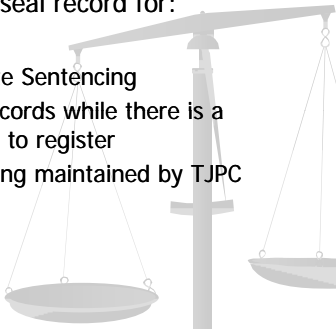 seal record for:
e Sentencing
cords while there is a
to register
ng maintained by TJPC